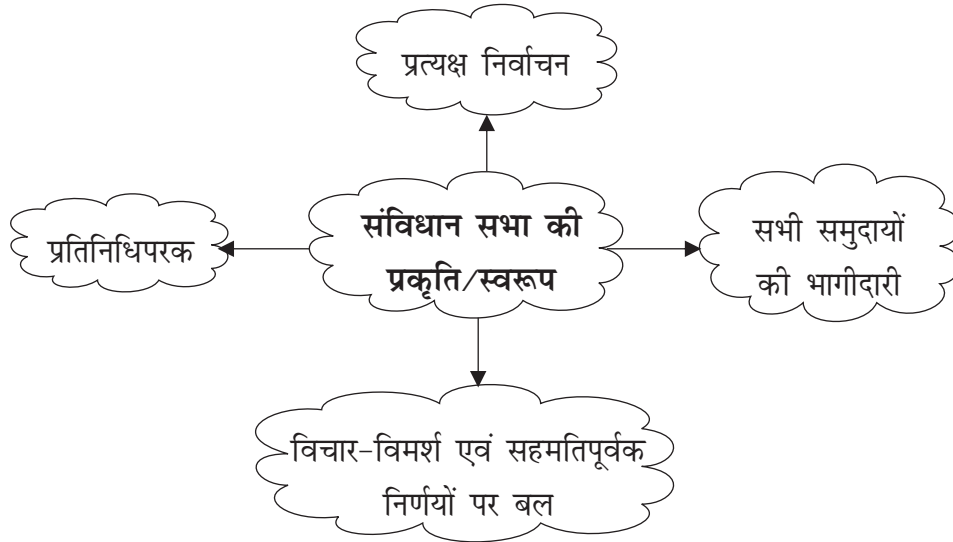 प्रत्यक्ष निर्वाचन
संविधान सभा की
प्रकृति/स्वरूप
प्रतिनिधिपरक
सभी समुदायों
की भागीदारी
विचार-विमर्श एवं सहमतिपूर्वक
निर्णयों पर बल